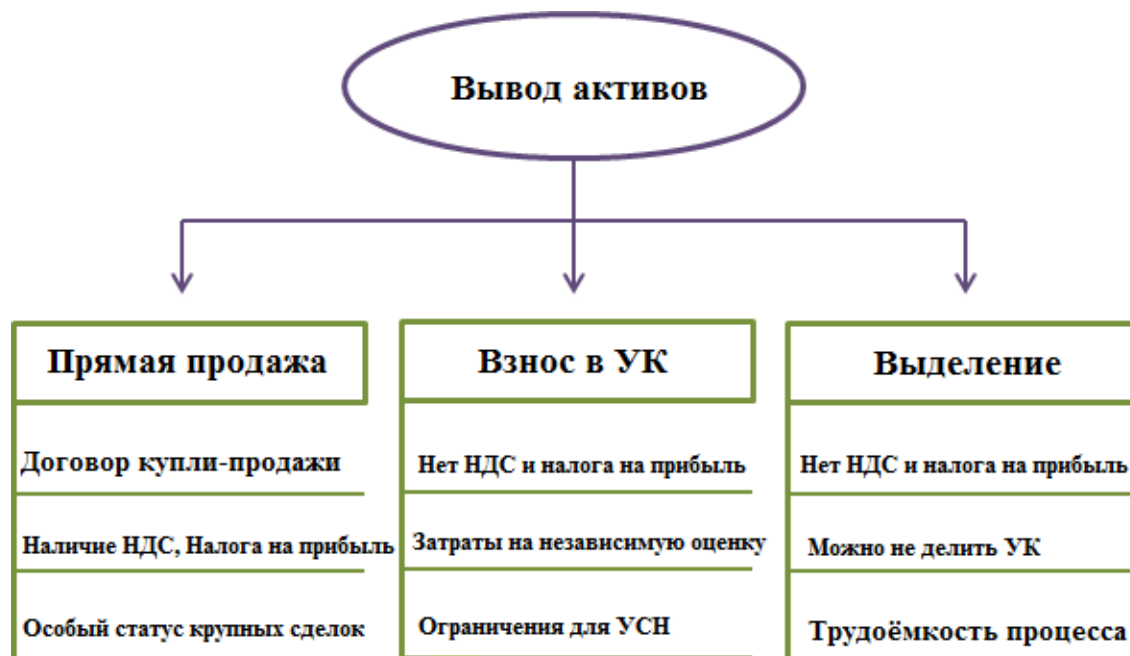 Вывод активов
Прямая продажа
Договор купли-продажи
Наличие НДС, Налога на прибыль
Особый статус крупных сделок
Взнос в УК
Нет НДС и налога на прибыль
Затраты на независимую оценку
Ограничения для УСН
Выделение
Нет НДС и налога на прибыль
Можно не делить УК
Трудоёмкость процесса